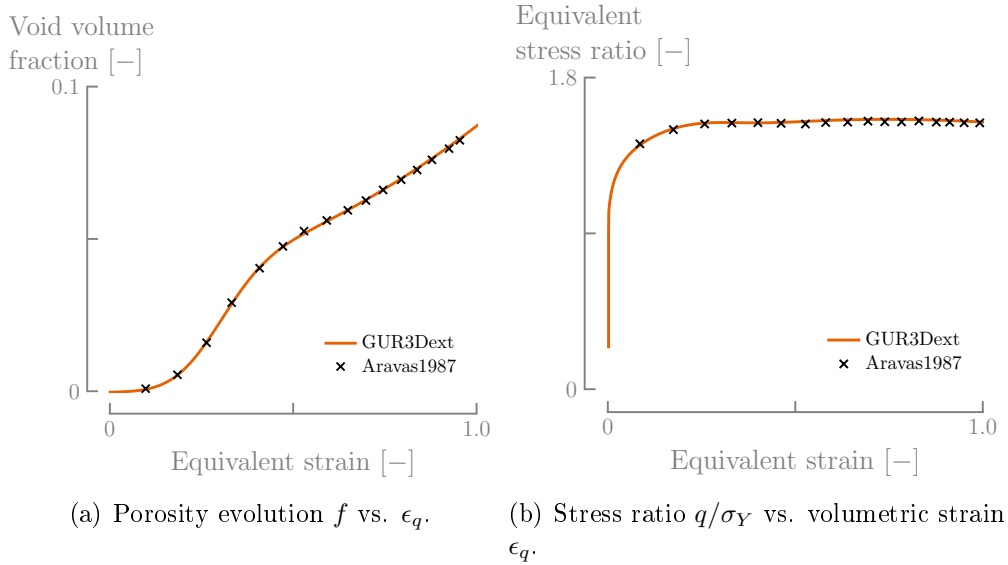 Void volume
fraction [−]
0.1
0
GUR3Dext
Aravas1987
0
1.0
Equivalent strain [−]
(a) Porosity evolution f vs. ϵq.
Equivalent
stress ratio [−]
1.8
0
GUR3Dext
Aravas1987
0
1.0
Equivalent strain [−]
(b) Stress ratio q/σY vs. volumetric strain
ϵq.